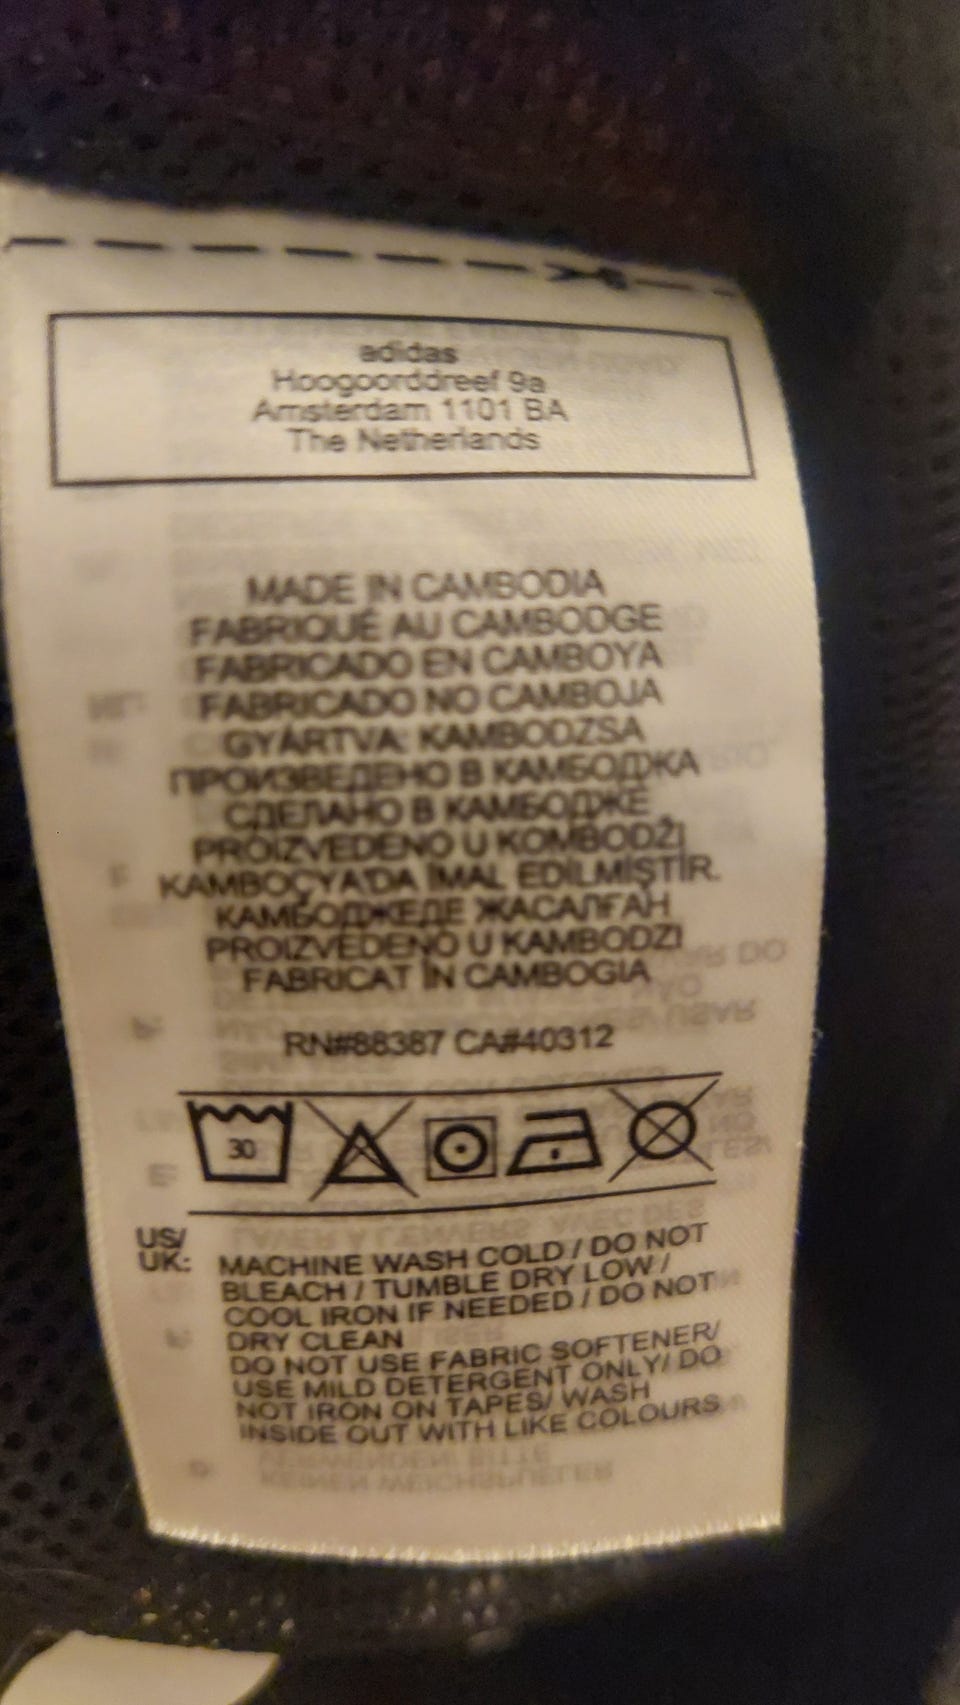 adidas
Hoogoorddreef 9a
Amsterdam 1101 BA
The Netherlands
MADE IN CAMBODIA
FABRIQUÉ AU CAMBODGE
FABRICADO EN CAMBOYA
FABRICADO NO CAMBOJA
GYÁRTVA: KAMBODZSA
ПРОИЗВЕДЕНО В КАМБОДЖА
СДЕЛАНО В КАМБОДЖЕ
PROIZVEDENO U KOMBODŽI
KAMBOÇYA'DA İMAL EDİLMİŞTİR.
КАМБОДЖЕДЕ ЖАСАЛҒАН
PROIZVEDENO U KAMBODZI
FABRICAT ÎN CAMBOGIA
RN#88387 CA#40312
30
US/
UK: MACHINE WASH COLD / DO NOT
BLEACH / TUMBLE DRY LOW /
COOL IRON IF NEEDED / DO NOT
DRY CLEAN
DO NOT USE FABRIC SOFTENER/
USE MILD DETERGENT ONLY/ DO
NOT IRON ON TAPES/ WASH
INSIDE OUT WITH LIKE COLOURS